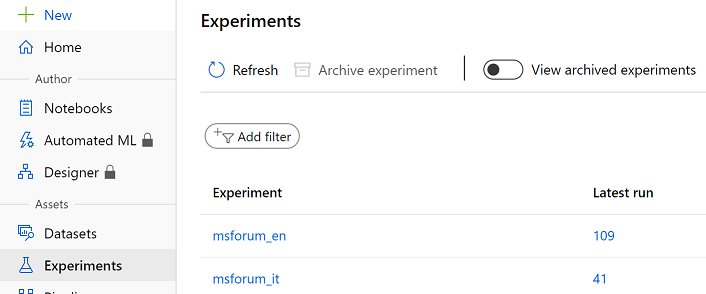 New
Home
Author
Notebooks
Automated ML
Designer
Assets
Datasets
Experiments
Experiments
Refresh
Archive experiment
View archived experiments
Add filter
Experiment
Latest run
msforum_en
109
msforum_it
41